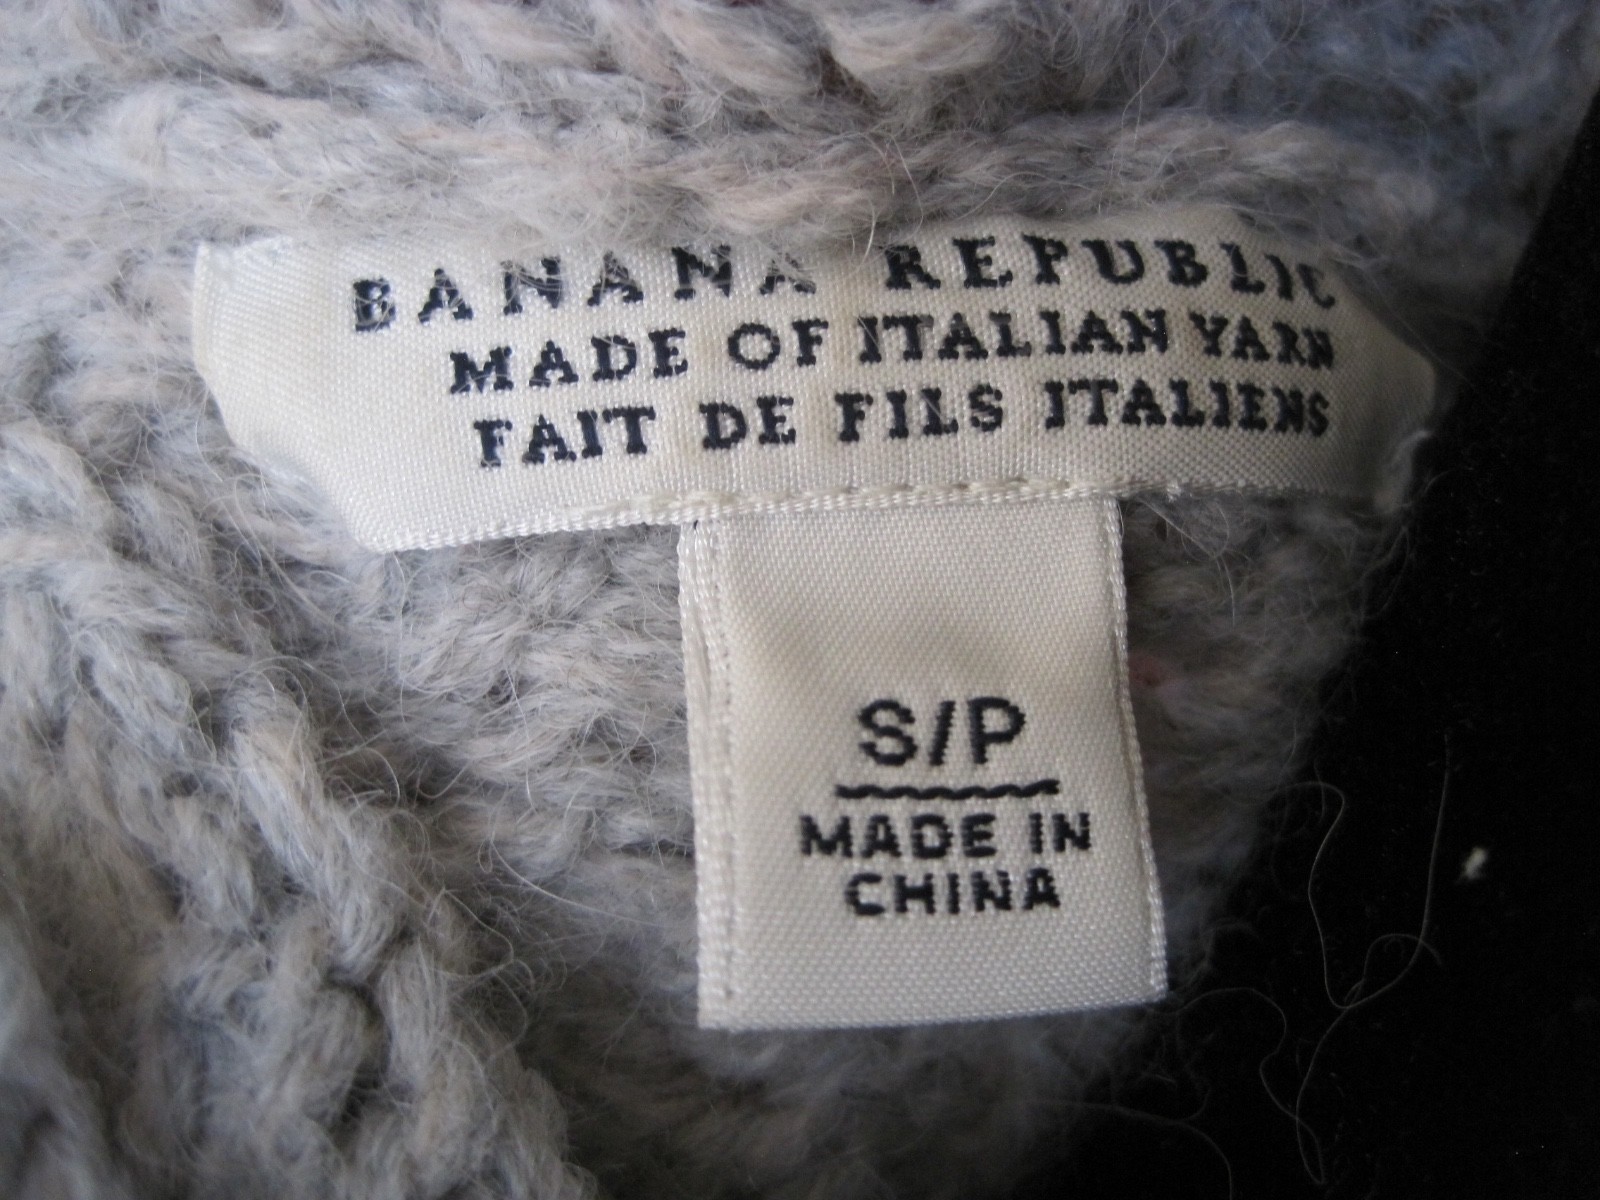 BANANA REPUBLIC
MADE OF ITALIAN YARN
FAIT DE FILS ITALIENS
S/P
MADE IN
CHINA